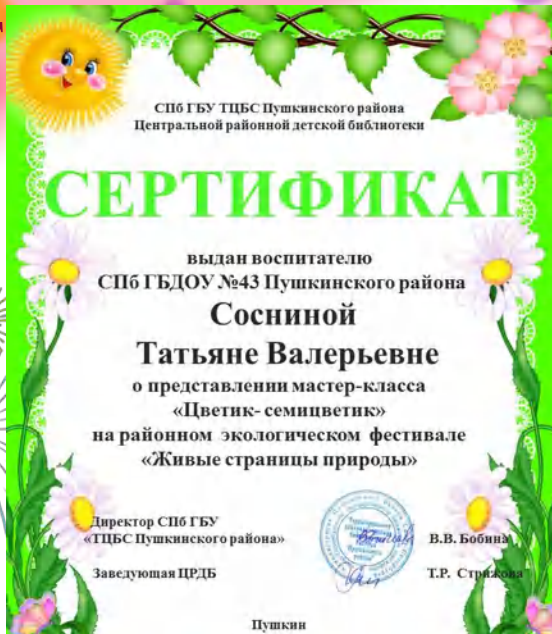 СПб ГБУ ТЦБС Пушкинского района
Центральной районной детской библиотеки
СЕРТИФИКАТ
выдан воспитателю
СПб ГБДОУ №43 Пушкинского района
Сосниной
Татьяне Валерьевне
о представлении мастер-класса
«Цветик- семицветик»
на районном экологическом фестивале
«Живые страницы природы»
Директор СПб ГБУ
«ТЦБС Пушкинского района»
В.В. Бобина
Заведующая ЦРДБ
Т.Р. Стрижова
Пушкин